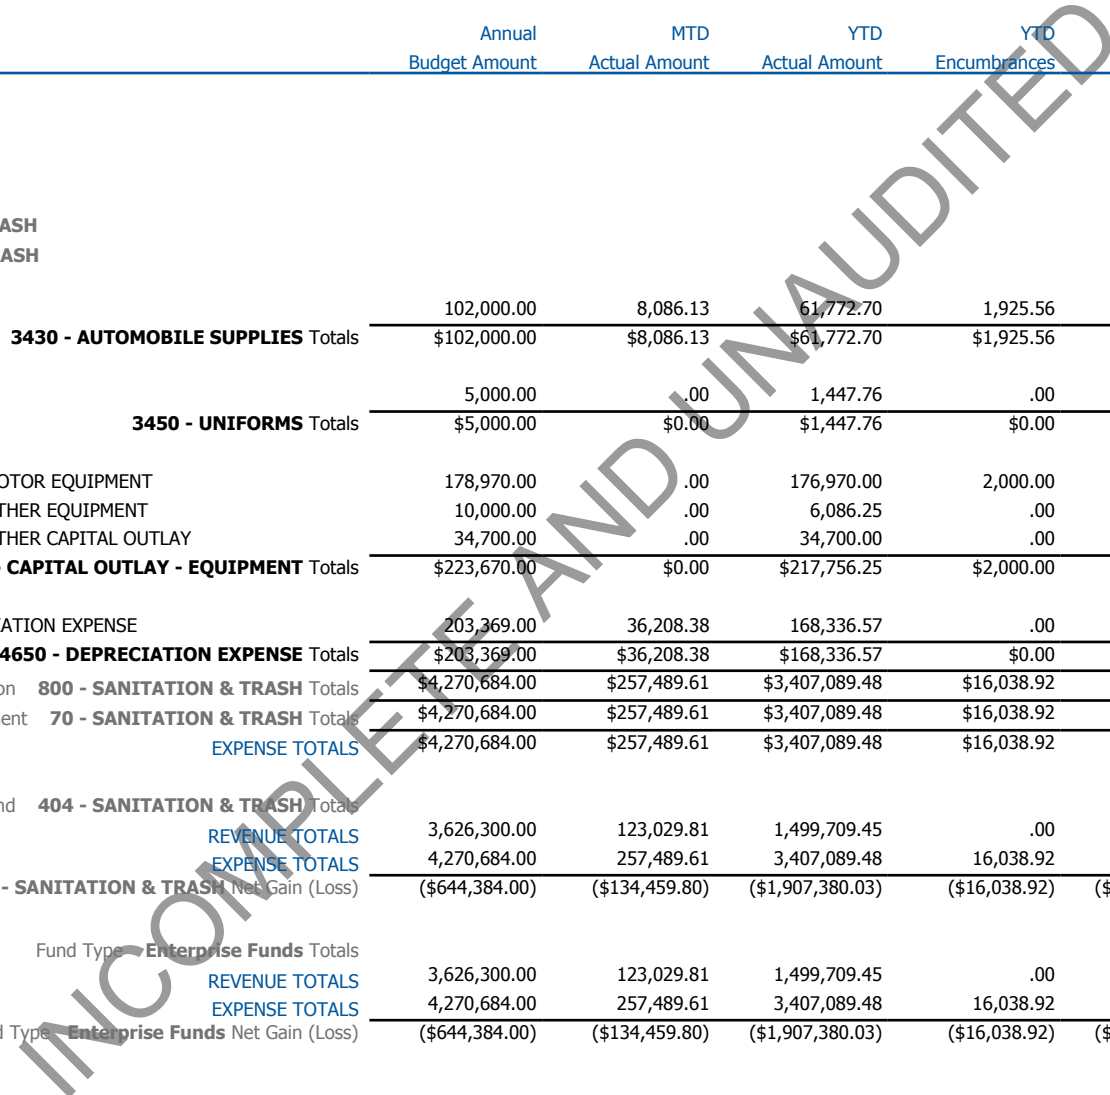 Annual MTD YTD YTD
Budget Amount Actual Amount Actual Amount Encumbrances
ASH
ASH
102,000.00 8,086.13 61,772.70 1,925.56
3430 - AUTOMOBILE SUPPLIES Totals $102,000.00 $8,086.13 $61,772.70 $1,925.56
5,000.00 .00 1,447.76 .00
3450 - UNIFORMS Totals $5,000.00 $0.00 $1,447.76 $0.00
OTOR EQUIPMENT 178,970.00 .00 176,970.00 2,000.00
THER EQUIPMENT 10,000.00 .00 6,086.25 .00
THER CAPITAL OUTLAY 34,700.00 .00 34,700.00 .00
- CAPITAL OUTLAY - EQUIPMENT Totals $223,670.00 $0.00 $217,756.25 $2,000.00
ATION EXPENSE 203,369.00 36,208.38 168,336.57 .00
4650 - DEPRECIATION EXPENSE Totals $203,369.00 $36,208.38 $168,336.57 $0.00
on 800 - SANITATION & TRASH Totals $4,270,684.00 $257,489.61 $3,407,089.48 $16,038.92
ent 70 - SANITATION & TRASH Totals $4,270,684.00 $257,489.61 $3,407,089.48 $16,038.92
EXPENSE TOTALS $4,270,684.00 $257,489.61 $3,407,089.48 $16,038.92
nd 404 - SANITATION & TRASH Totals
REVENUE TOTALS 3,626,300.00 123,029.81 1,499,709.45 .00
EXPENSE TOTALS 4,270,684.00 257,489.61 3,407,089.48 16,038.92
- SANITATION & TRASH Net Gain (Loss) ($644,384.00) ($134,459.80) ($1,907,380.03) ($16,038.92) ($
Fund Type Enterprise Funds Totals
REVENUE TOTALS 3,626,300.00 123,029.81 1,499,709.45 .00
EXPENSE TOTALS 4,270,684.00 257,489.61 3,407,089.48 16,038.92
d Type Enterprise Funds Net Gain (Loss) ($644,384.00) ($134,459.80) ($1,907,380.03) ($16,038.92) ($
INCOMPLETE AND UNAUDITED